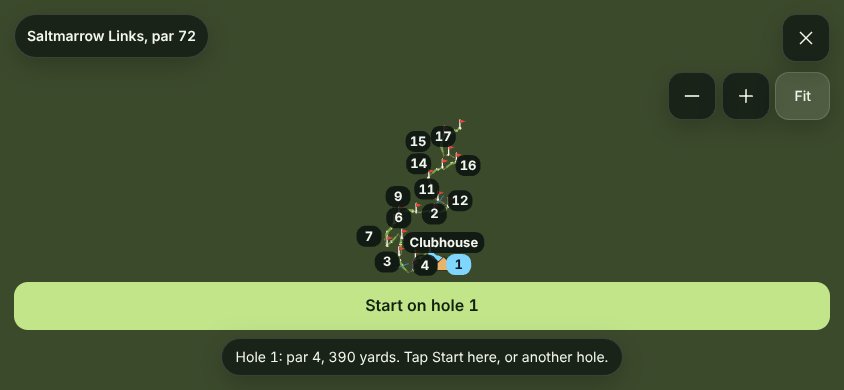 Saltmarrow Links, par 72
Fit
15
17
14
16
11
9
12
6
2
7
Clubhouse
3
4
1
Start on hole 1
Hole 1: par 4, 390 yards. Tap Start here, or another hole.